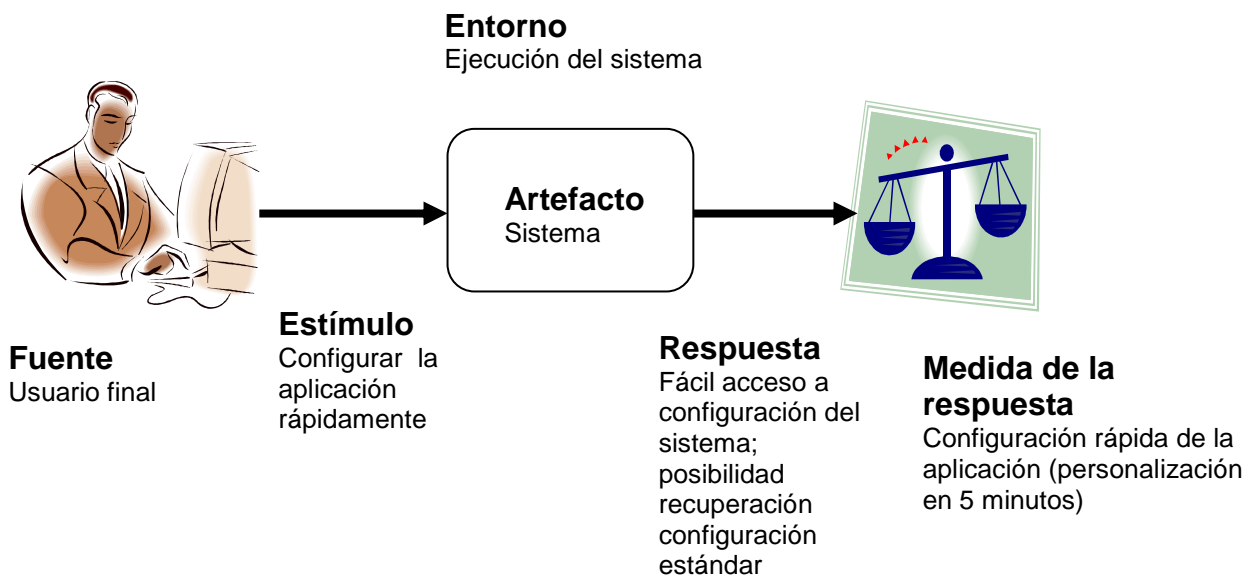 Entorno
Ejecución del sistema
Artefacto
Sistema
Fuente
Usuario final
Estímulo
Configurar la
aplicación
rápidamente
Respuesta
Fácil acceso a
configuración del
sistema;
posibilidad
recuperación
configuración
estándar
Medida de la
respuesta
Configuración rápida de la
aplicación (personalización
en 5 minutos)